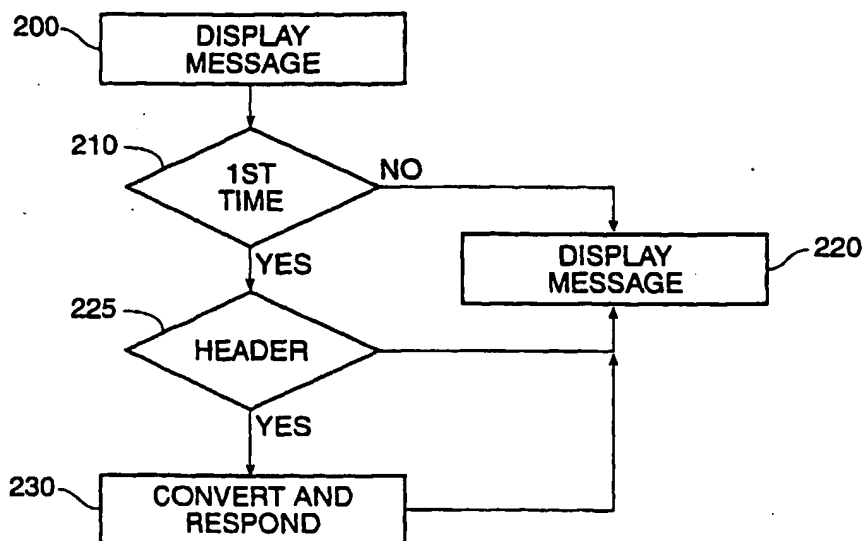 200
DISPLAY
MESSAGE
210
1ST
TIME
NO
YES
DISPLAY
MESSAGE
220
225
HEADER
YES
230
CONVERT AND
RESPOND